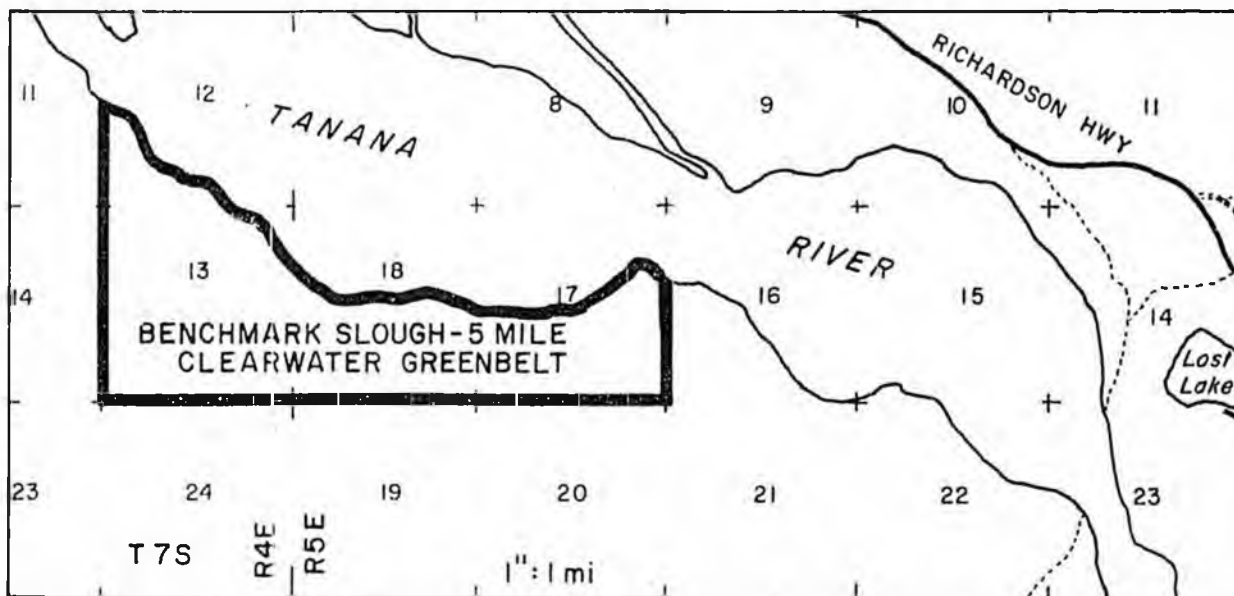 RICHARDSON HWY
11 12 8 9 10 11
TANANA
RIVER
14 13 18 17 16 15 14
BENCHMARK SLOUGH-5 MILE
CLEARWATER GREENBELT
Lost
Lake
23 24 19 20 21 22 23
T 7S
R4E
R5E
1":1 mi